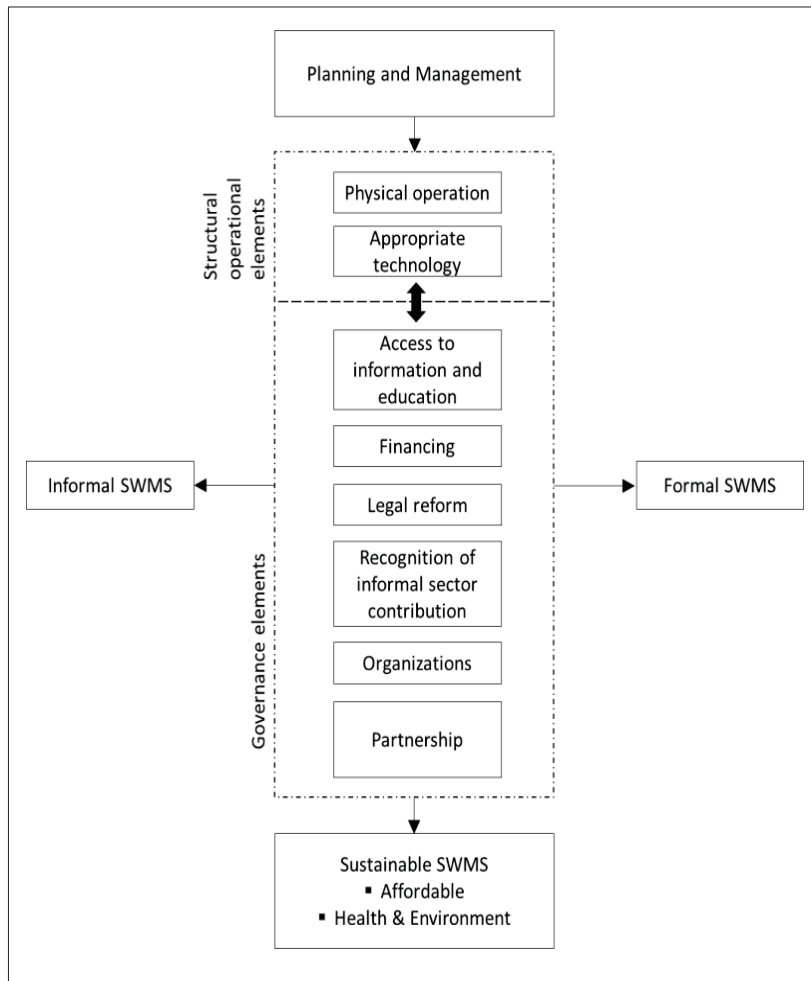 Planning and Management
Structural
operational
elements
Physical operation
Appropriate
technology
Access to
information and
education
Financing
Informal SWMS
Formal SWMS
Legal reform
Governance elements
Recognition of
informal sector
contribution
Organizations
Partnership
Sustainable SWMS
▪ Affordable
▪ Health & Environment